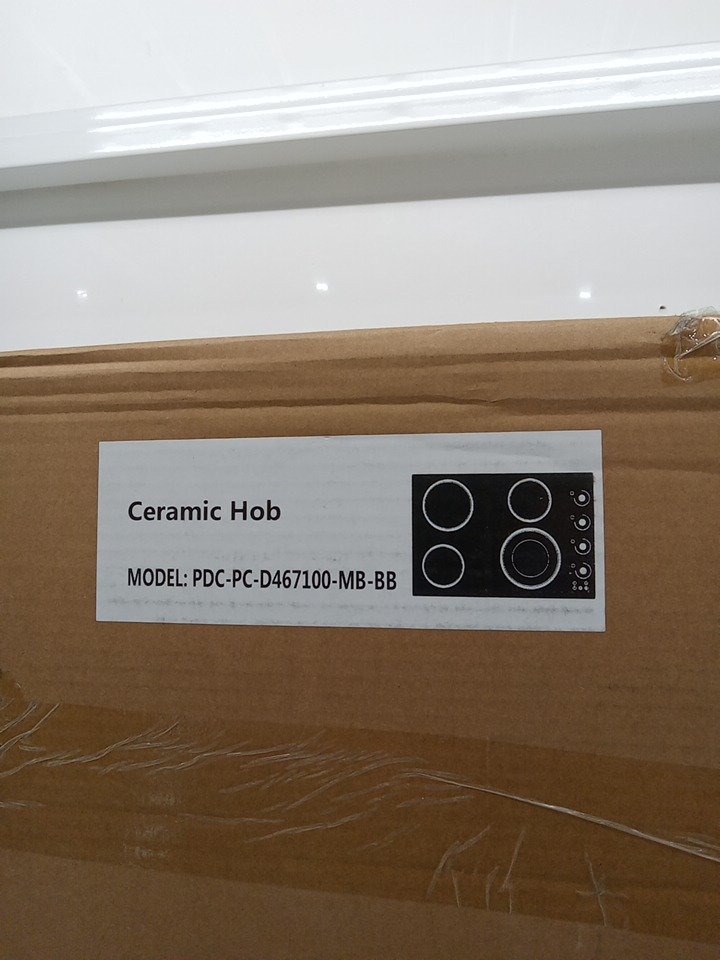 Ceramic Hob
MODEL: PDC-PC-D467100-MB-BB